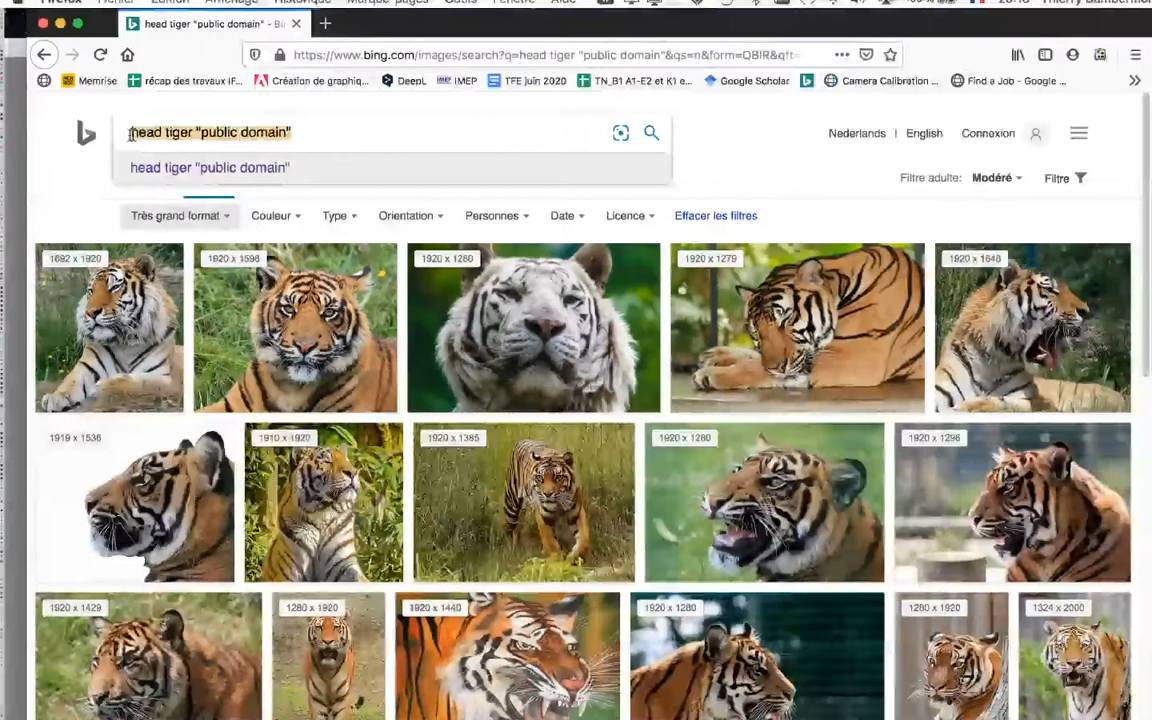 head tiger "public domain" - Bi
https://www.bing.com/images/search?q=head tiger "public domain"&qs=n&form=QBIR&qft=
Memrise
récap des travaux iF...
Création de graphiq...
DeepL
IMEP
TFE juin 2020
TN_B1 A1-E2 et K1 e...
Google Scholar
Camera Calibration ...
Find a Job - Google ...
head tiger "public domain"
Nederlands
English
Connexion
head tiger "public domain"
Filtre adulte: Modéré
Filtre
Très grand format
Couleur
Type
Orientation
Personnes
Date
Licence
Effacer les filtres
1692 x 1920
1920 x 1598
1920 x 1280
1920 x 1279
1920 x 1648
1919 x 1536
1910 x 1920
1920 x 1385
1920 x 1280
1920 x 1296
1920 x 1429
1280 x 1920
1920 x 1440
1920 x 1280
1280 x 1920
1324 x 2000